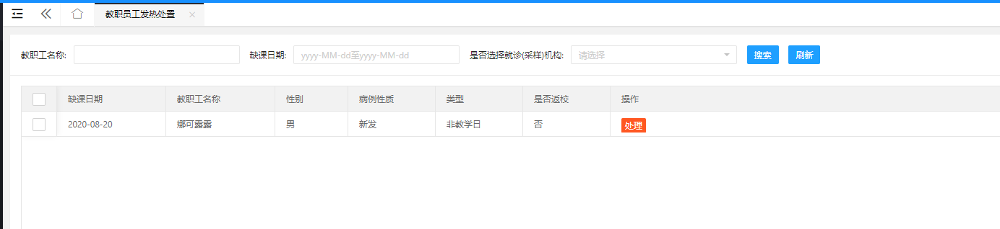 教职员工发热处置
教职工名称: 缺课日期: yyyy-MM-dd至yyyy-MM-dd 是否选择就诊(采样)机构: 请选择 搜索 刷新
缺课日期 教职工名称 性别 病例性质 类型 是否返校 操作
2020-08-20 娜可露露 男 新发 非教学日 否 处理